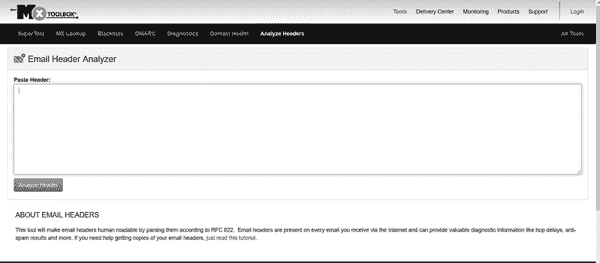 MX TOOLBOX
Tools Delivery Center Monitoring Products Support Login
SuperTool MX Lookup Blacklists DMARC Diagnostics Domain Health Analyze Headers All Tools
Email Header Analyzer
Paste Header:
Analyze Header
ABOUT EMAIL HEADERS
This tool will make email headers human readable by parsing them according to RFC 822. Email headers are present on every email you receive via the Internet and can provide valuable diagnostic information like hop delays, anti-
spam results and more. If you need help getting copies of your email headers, just read this tutorial.